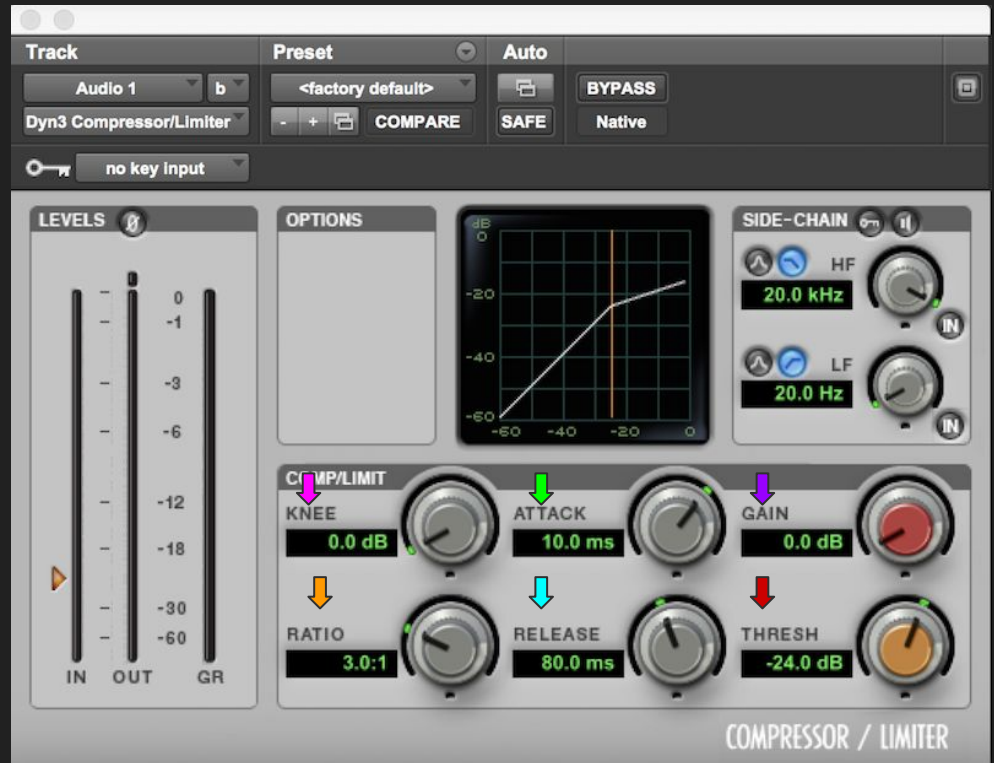 Track Preset Auto
Audio 1 b <factory default> BYPASS
Dyn3 Compressor/Limiter - + COMPARE SAFE Native
no key input
LEVELS Ø
0
-1
-3
-6
-12
-18
-30
-60
IN OUT GR
OPTIONS
dB
0
-20
-40
-60
-60 -40 -20 0
SIDE-CHAIN
HF
20.0 kHz
IN
LF
20.0 Hz
IN
COMP/LIMIT
KNEE ATTACK GAIN
0.0 dB 10.0 ms 0.0 dB
RATIO RELEASE THRESH
3.0:1 80.0 ms -24.0 dB
COMPRESSOR / LIMITER